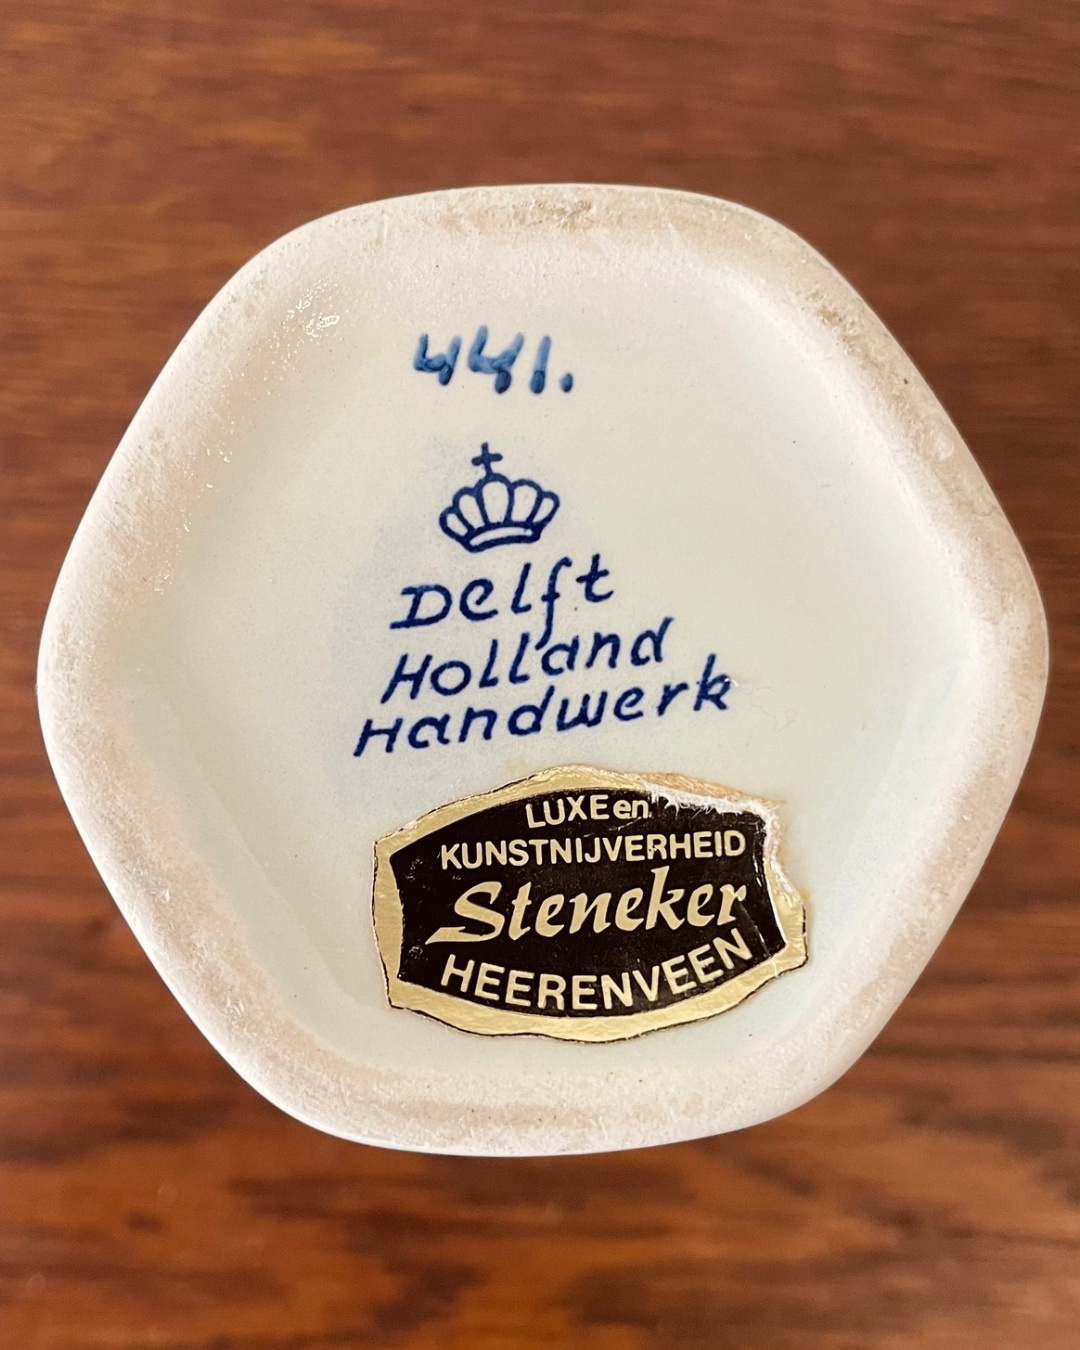 441.
Delft
Holland
Handwerk
LUXE en
KUNSTNIJVERHEID
Steneker
HEERENVEEN